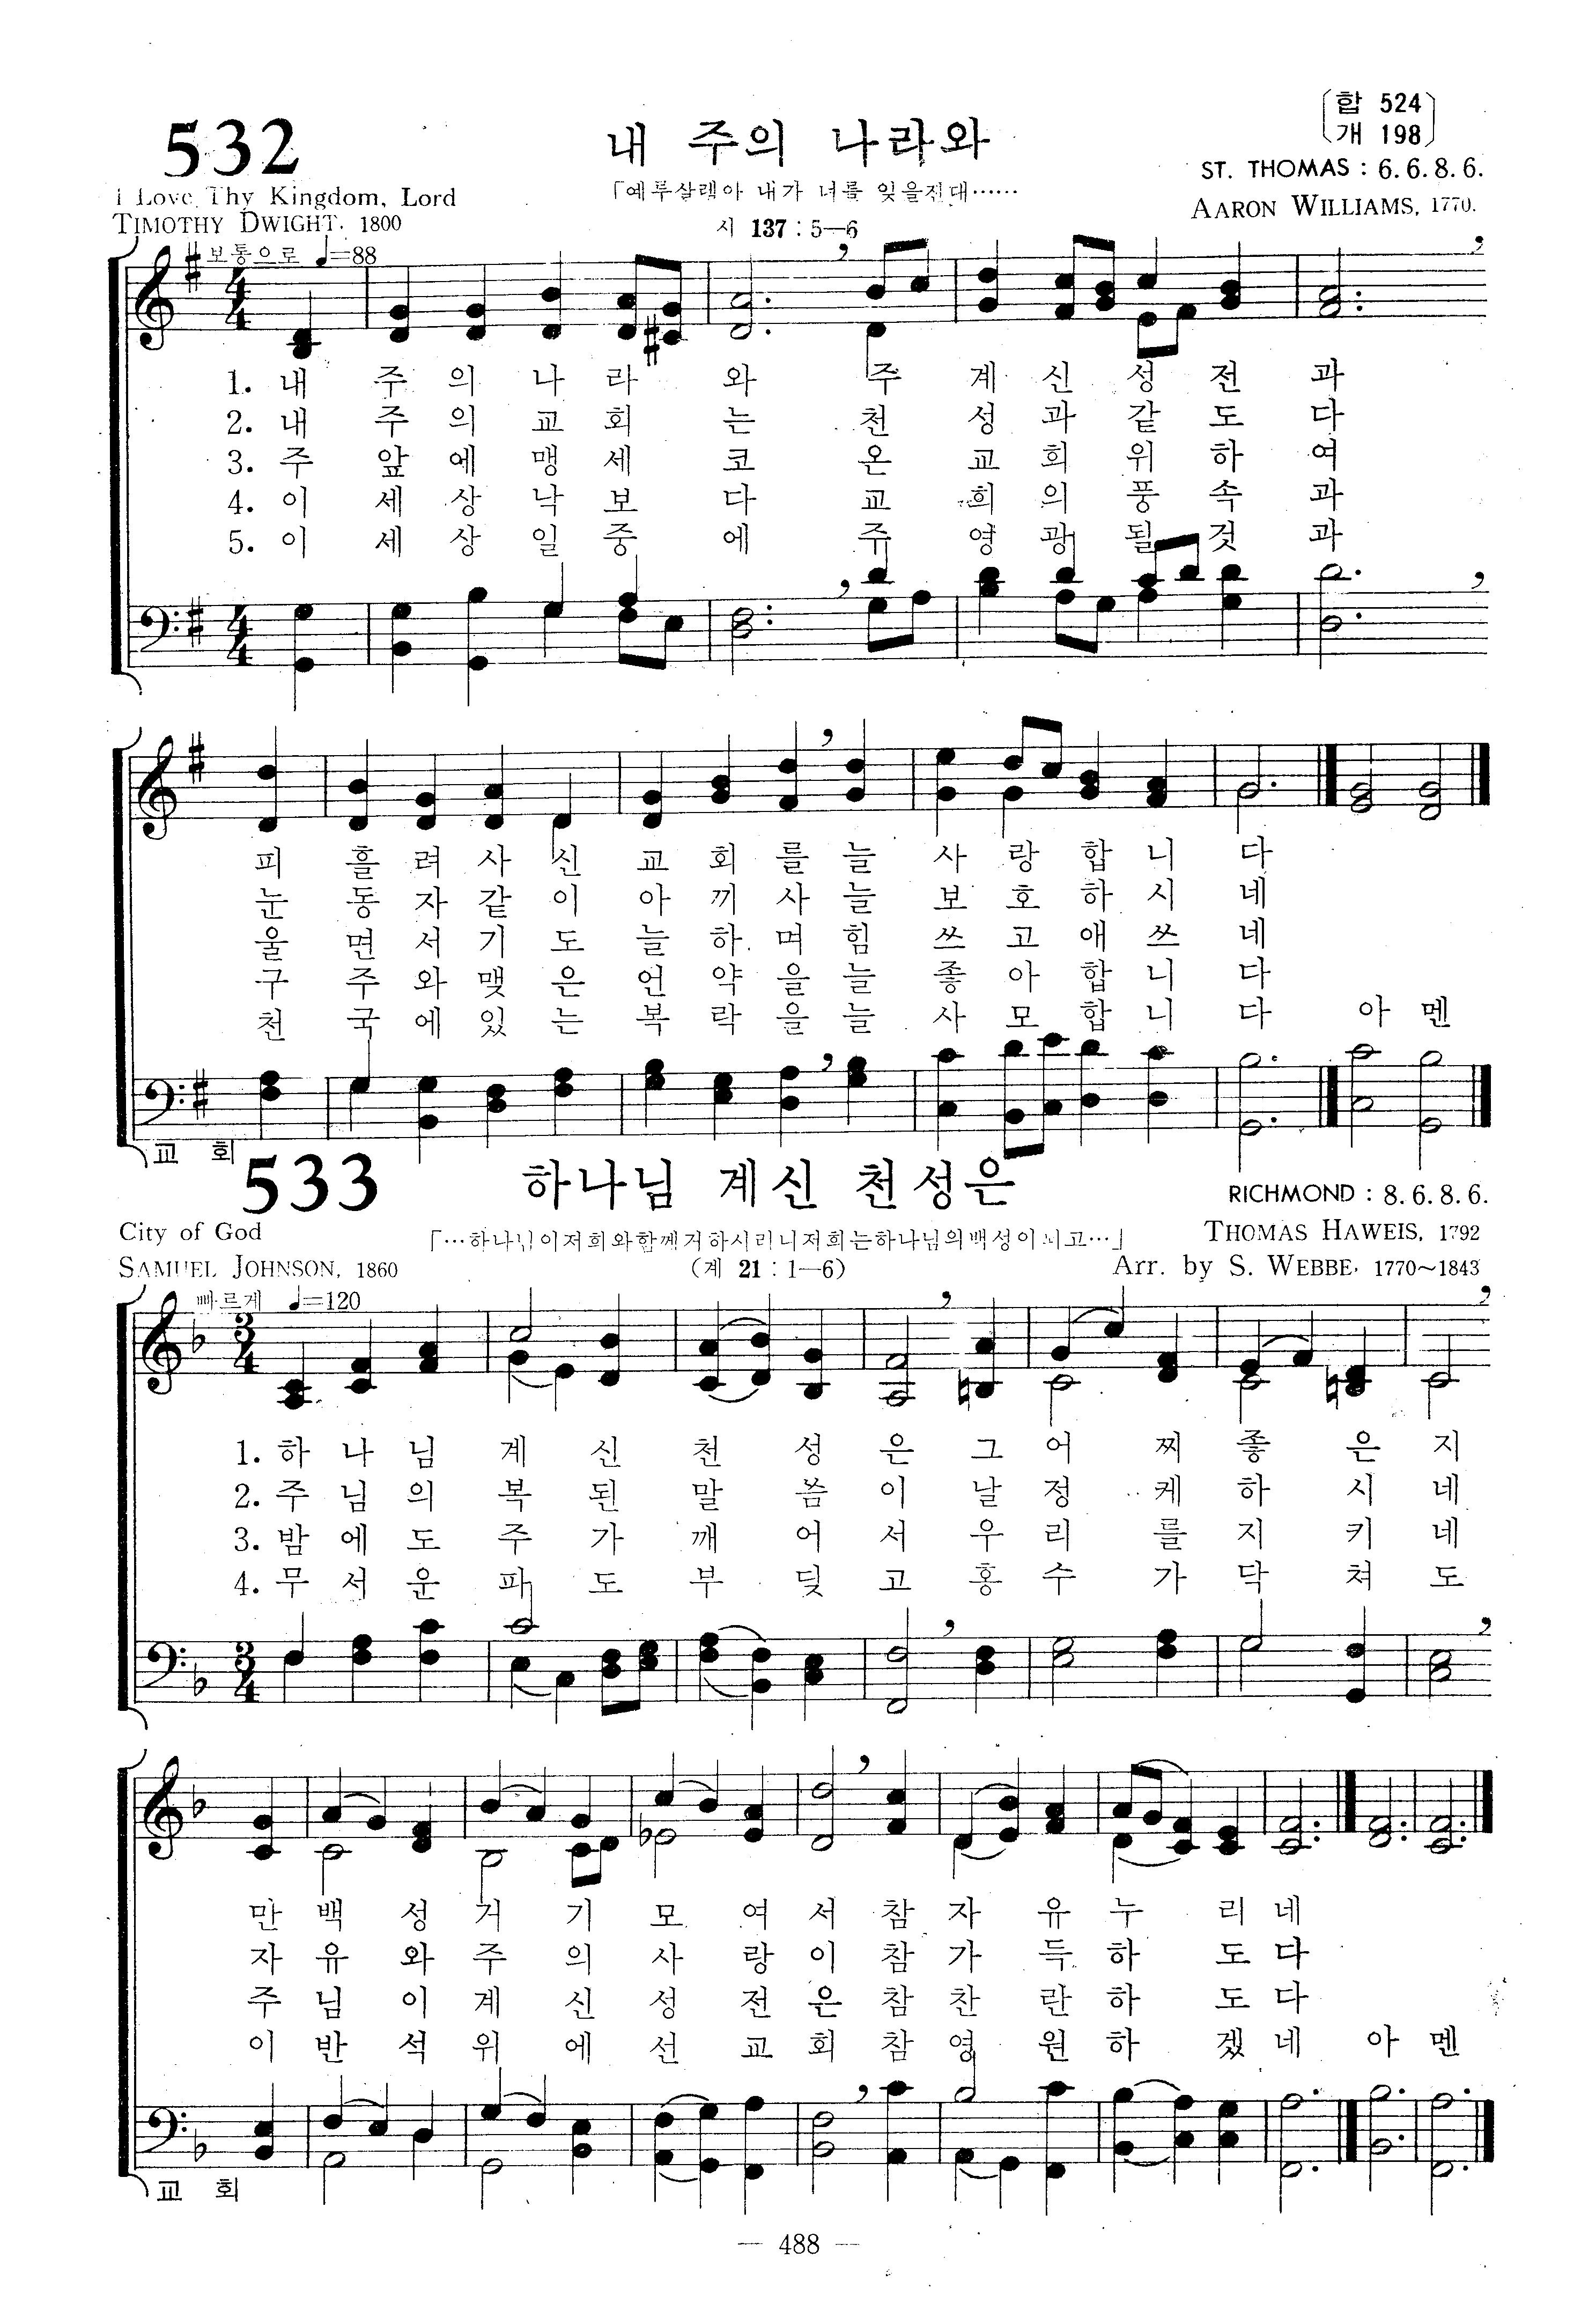 532
내 주의 나라와
합 524
개 198
I Love Thy Kingdom, Lord
「예루살렘아 내가 너를 잊을진대……
ST. THOMAS : 6.6.8.6.
TIMOTHY DWIGHT. 1800
시 137 : 5—6
AARON WILLIAMS, 1770.
보통으로 ♩=88
1. 내 주 의 나 라 와 주 계 신 성 전 과
2. 내 주 의 교 회 는 천 성 과 같 도 다
3. 주 앞 에 맹 세 코 온 교 회 위 하 여
4. 이 세 상 낙 보 다 교 회 의 풍 속 과
5. 이 세 상 일 중 에 주 영 광 될 것 과
피 흘 려 사 신 교 회 를 늘 사 랑 합 니 다
눈 동 자 같 이 아 끼 사 늘 보 호 하 시 네
울 면 서 기 도 늘 하 며 힘 쓰 고 애 쓰 네
구 주 와 맺 은 언 약 을 늘 좋 아 합 니 다
천 국 에 있 는 복 락 을 늘 사 모 합 니 다 아 멘
교 회
533
하나님 계신 천성은
RICHMOND : 8.6.8.6.
City of God
「…하나님이저희와함께거하시리니저희는하나님의백성이되고…」
THOMAS HAWEIS, 1792
SAMUEL JOHNSON, 1860
(계 21 : 1—6)
Arr. by S. WEBBE, 1770~1843
빠르게 ♩=120
1. 하 나 님 계 신 천 성 은 그 어 찌 좋 은 지
2. 주 님 의 복 된 말 씀 이 날 정 케 하 시 네
3. 밤 에 도 주 가 깨 어 서 우 리 를 지 키 네
4. 무 서 운 파 도 부 딪 고 홍 수 가 닥 쳐 도
만 백 성 거 기 모 여 서 참 자 유 누 리 네
자 유 와 주 의 사 랑 이 참 가 득 하 도 다
주 님 이 계 신 성 전 은 참 찬 란 하 도 다
이 반 석 위 에 선 교 회 참 영 원 하 겠 네 아 멘
교 회
— 488 —